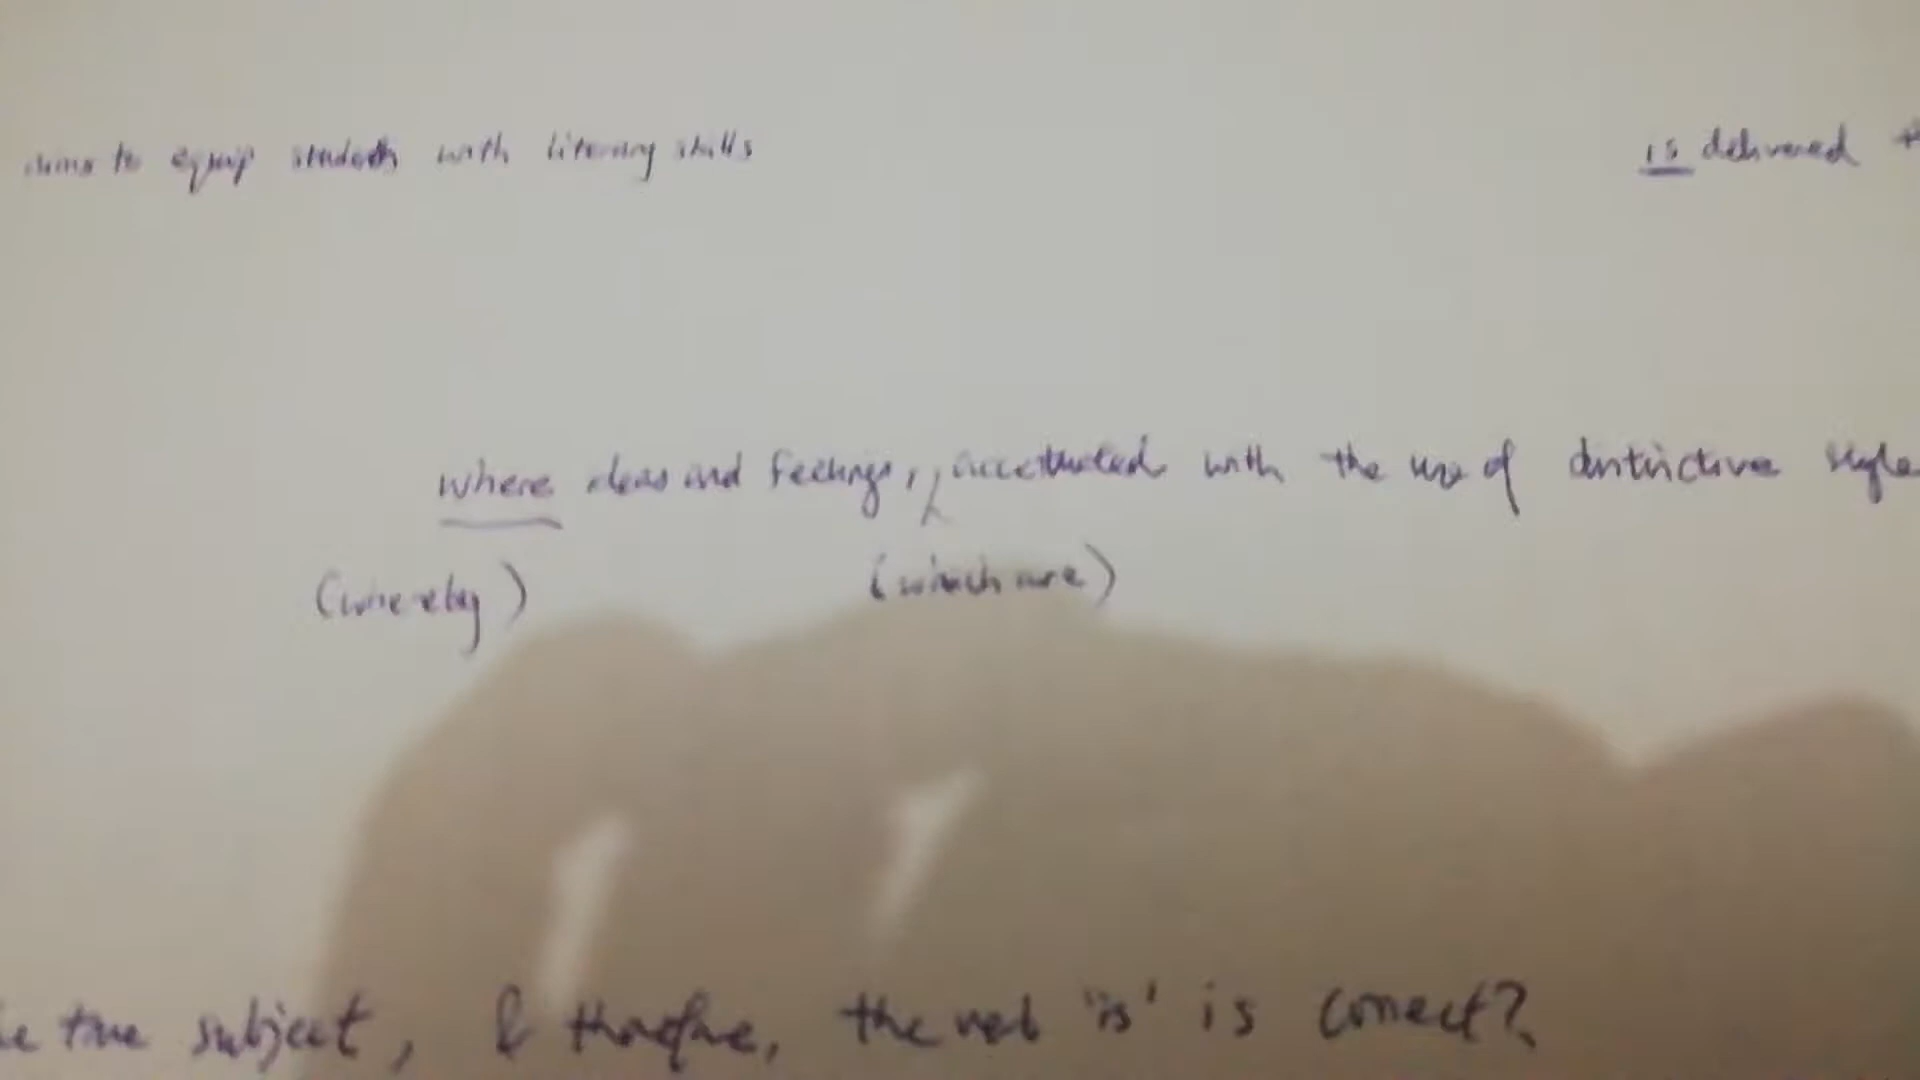 aims to equip students with literary skills is delivered
where ideas and feelings, accentuated with the use of distinctive style
(whereby) (which are)
true subject, & therefore, the verb 'is' is correct?